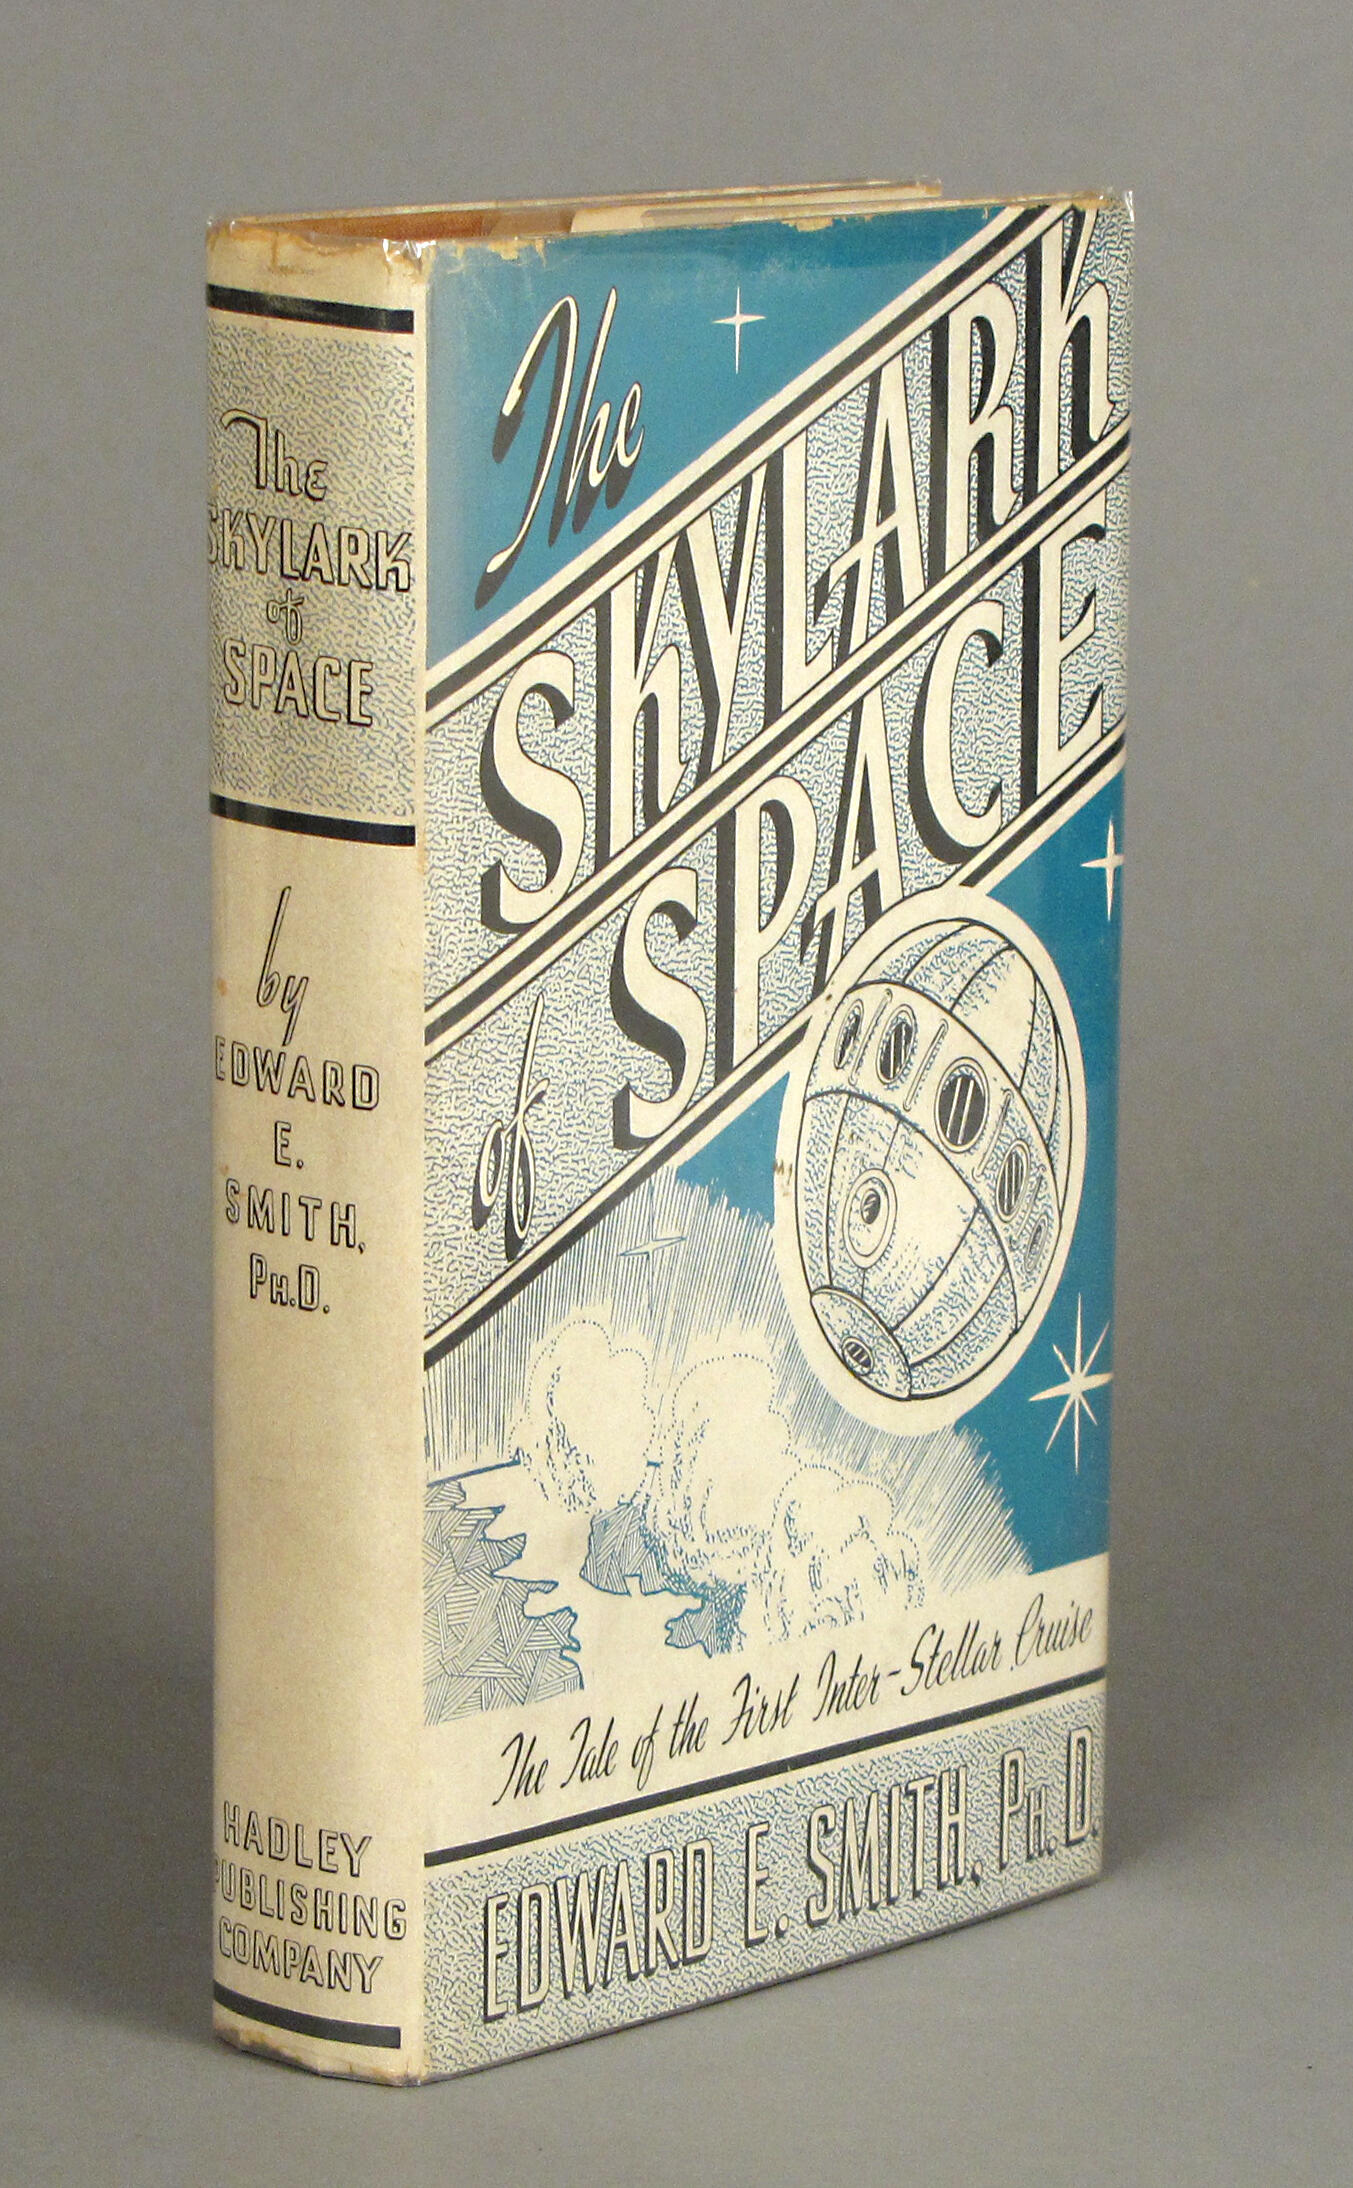 The
SKYLARK
of
SPACE
by
EDWARD
E.
SMITH,
PH.D.
HADLEY
PUBLISHING
COMPANY
The
SKYLARK
of SPACE
The Tale of the First Inter-Stellar Cruise
EDWARD E. SMITH, PH.D.